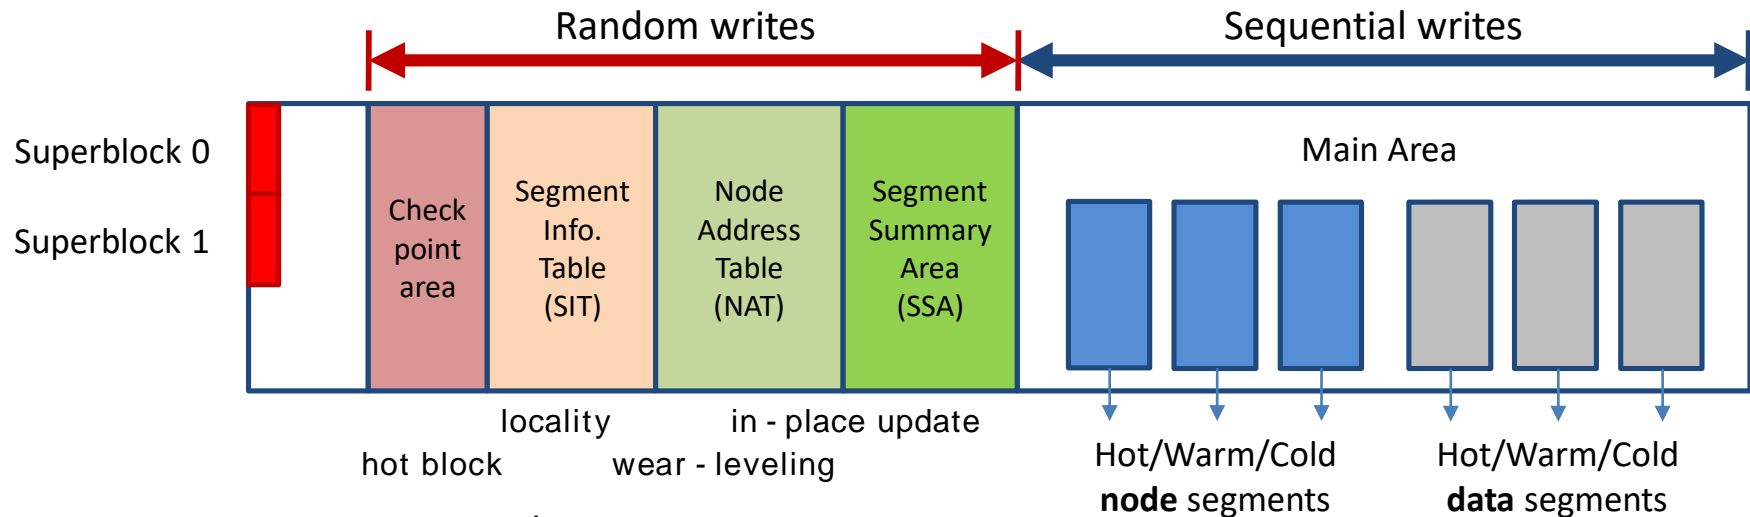 Random writes
Sequential writes
Superblock 0
Superblock 1
Check
point
area
Segment
Info.
Table
(SIT)
Node
Address
Table
(NAT)
Segment
Summary
Area
(SSA)
Main Area
locality
in - place update
hot block
wear - leveling
Hot/Warm/Cold
node segments
Hot/Warm/Cold
data segments